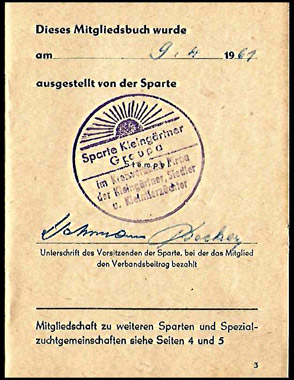 Dieses Mitgliedsbuch wurde
am 9. 4. 1961
ausgestellt von der Sparte
Sparte Kleingärtner
Groupa
Stempel
im Kreisverband Pirna
der Kleingärtner, Siedler
u. Kleintierzüchter
Unterschrift des Vorsitzenden der Sparte, bei der das Mitglied
den Verbandsbeitrag bezahlt
Mitgliedschaft zu weiteren Sparten und Spezial-
zuchtgemeinschaften siehe Seiten 4 und 5
3